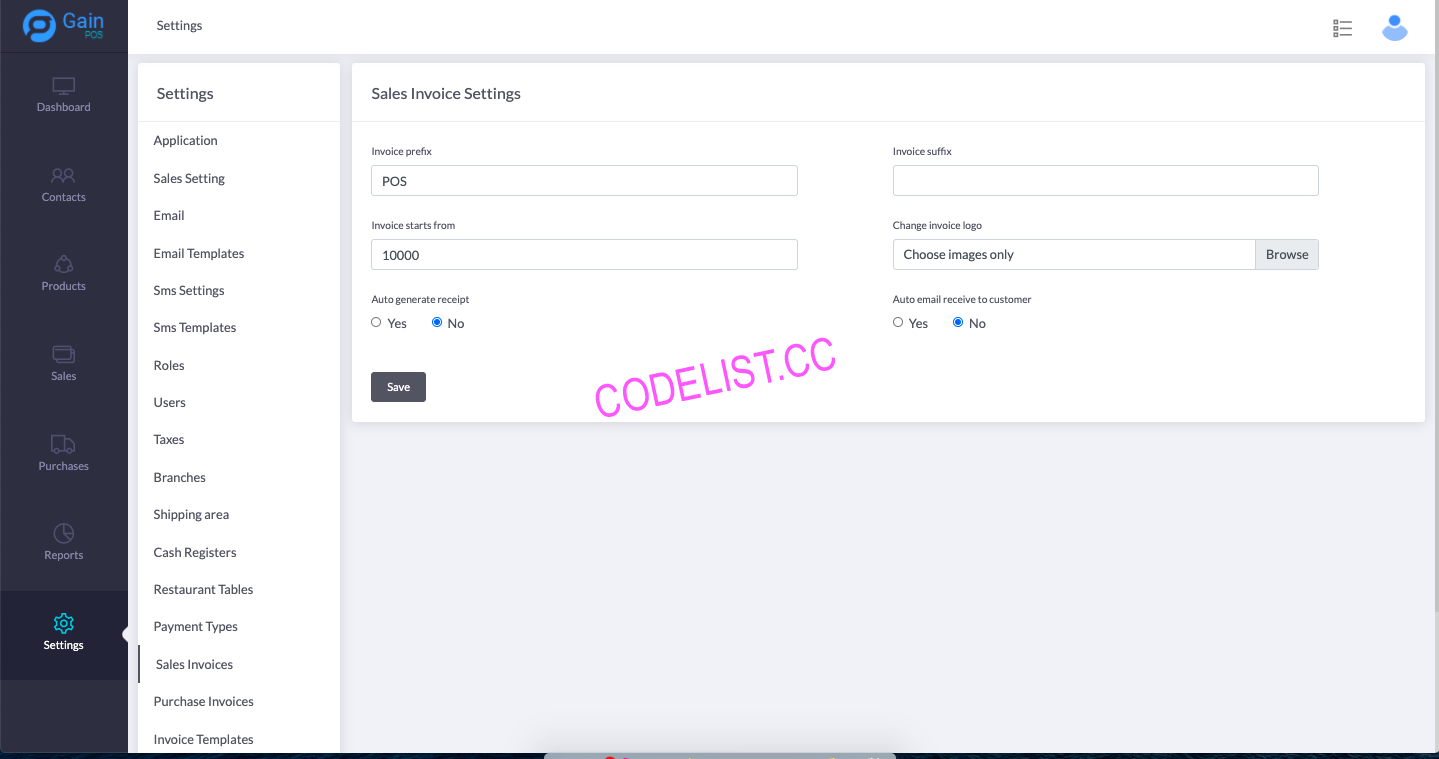 Gain
POS
Settings
Dashboard
Contacts
Products
Sales
Purchases
Reports
Settings
Settings
Application
Sales Setting
Email
Email Templates
Sms Settings
Sms Templates
Roles
Users
Taxes
Branches
Shipping area
Cash Registers
Restaurant Tables
Payment Types
Sales Invoices
Purchase Invoices
Invoice Templates
Sales Invoice Settings
Invoice prefix
POS
Invoice suffix
Invoice starts from
10000
Change invoice logo
Choose images only Browse
Auto generate receipt
Yes No
Auto email receive to customer
Yes No
Save
CODELIST.CC